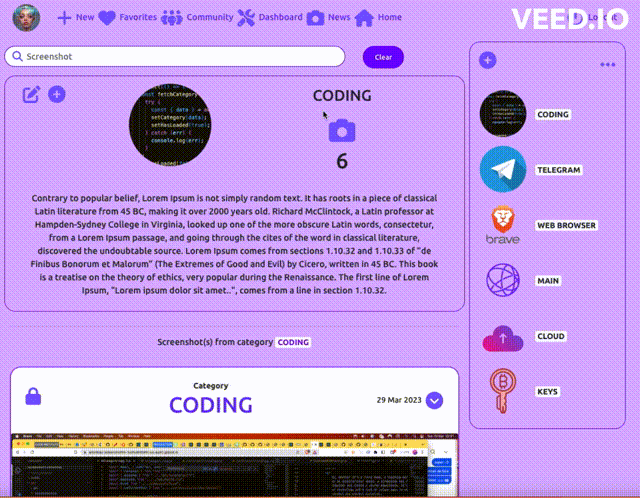 New Favorites Community Dashboard News Home
VEED.IO
Screenshot
Clear
CODING
6
Contrary to popular belief, Lorem Ipsum is not simply random text. It has roots in a piece of classical
Latin literature from 45 BC, making it over 2000 years old. Richard McClintock, a Latin professor at
Hampden-Sydney College in Virginia, looked up one of the more obscure Latin words, consectetur,
from a Lorem Ipsum passage, and going through the cites of the word in classical literature,
discovered the undoubtable source. Lorem Ipsum comes from sections 1.10.32 and 1.10.33 of "de
Finibus Bonorum et Malorum" (The Extremes of Good and Evil) by Cicero, written in 45 BC. This book
is a treatise on the theory of ethics, very popular during the Renaissance. The first line of Lorem
Ipsum, "Lorem ipsum dolor sit amet..", comes from a line in section 1.10.32.
Screenshot(s) from category CODING
Category
CODING
29 Mar 2023
CODING
TELEGRAM
brave
WEB BROWSER
MAIN
CLOUD
KEYS